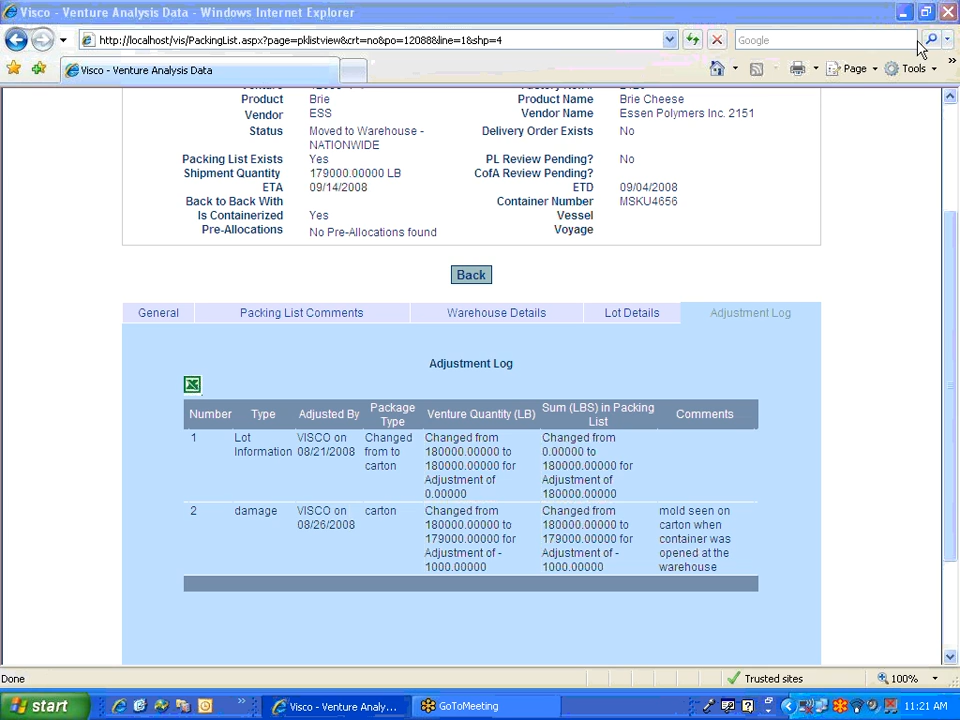 Visco - Venture Analysis Data - Windows Internet Explorer
http://localhost/vis/PackingList.aspx?page=pklistview&crt=no&po=12088&line=1&shp=4
Google
Visco - Venture Analysis Data
Page
Tools
Product Brie Product Name Brie Cheese
Vendor ESS Vendor Name Essen Polymers Inc. 2151
Status Moved to Warehouse - Delivery Order Exists No
NATIONWIDE
Packing List Exists Yes PL Review Pending? No
Shipment Quantity 179000.00000 LB CofA Review Pending?
ETA 09/14/2008 ETD 09/04/2008
Back to Back With Container Number MSKU4656
Is Containerized Yes Vessel
Pre-Allocations No Pre-Allocations found Voyage
Back
General Packing List Comments Warehouse Details Lot Details Adjustment Log
Adjustment Log
Number Type Adjusted By Package Type Venture Quantity (LB) Sum (LBS) in Packing List Comments
1 Lot VISCO on Changed Changed from Changed from
Information 08/21/2008 from to 180000.00000 to 0.00000 to
carton 180000.00000 for 180000.00000 for
Adjustment of Adjustment of
0.00000 180000.00000
2 damage VISCO on carton Changed from Changed from mold seen on
08/26/2008 180000.00000 to 180000.00000 to carton when
179000.00000 for 179000.00000 for container was
Adjustment of - Adjustment of - opened at the
1000.00000 1000.00000 warehouse
Done
Trusted sites
100%
start
Visco - Venture Analy...
GoToMeeting
11:21 AM